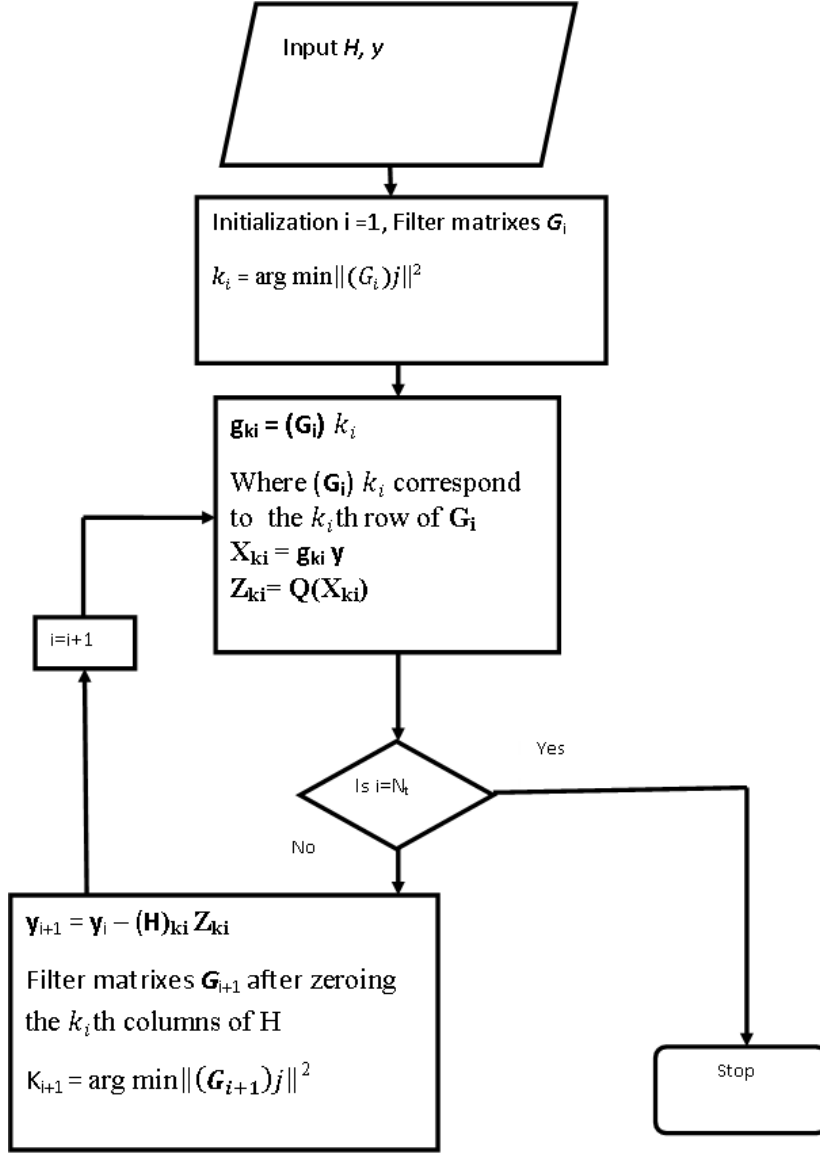 Input H, y
Initialization i =1, Filter matrixes Gᵢ
kᵢ = arg min‖(Gᵢ)j‖²
gₖᵢ = (Gᵢ) kᵢ
Where (Gᵢ) kᵢ correspond
to the kᵢth row of Gᵢ
Xₖᵢ = gₖᵢ y
Zₖᵢ= Q(Xₖᵢ)
i=i+1
Is i=Nₜ
Yes
No
yᵢ₊₁ = yᵢ – (H)ₖᵢ Zₖᵢ
Filter matrixes Gᵢ₊₁ after zeroing
the kᵢth columns of H
Kᵢ₊₁ = arg min‖(Gᵢ₊₁)j‖²
Stop